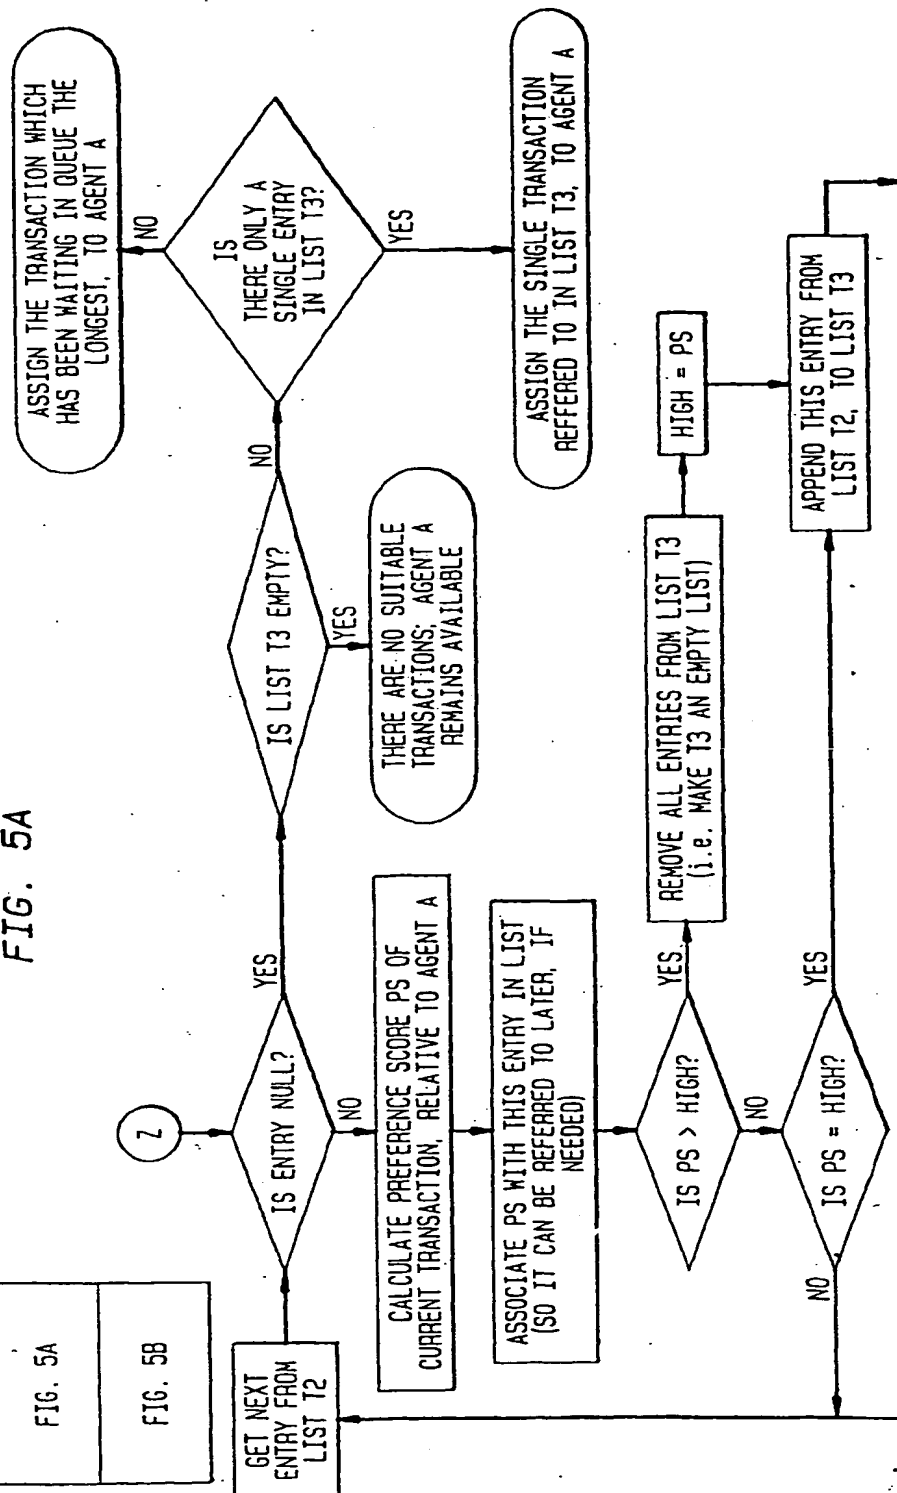 FIG. 5A
FIG. 5A
FIG. 5B
Z
GET NEXT
ENTRY FROM
LIST T2
IS ENTRY NULL?
YES
NO
IS LIST T3 EMPTY?
NO
YES
IS
THERE ONLY A
SINGLE ENTRY
IN LIST T3?
NO
YES
ASSIGN THE TRANSACTION WHICH
HAS BEEN WAITING IN QUEUE THE
LONGEST, TO AGENT A
ASSIGN THE SINGLE TRANSACTION
REFFERED TO IN LIST T3, TO AGENT A
THERE ARE NO SUITABLE
TRANSACTIONS; AGENT A
REMAINS AVAILABLE
CALCULATE PREFERENCE SCORE PS OF
CURRENT TRANSACTION, RELATIVE TO AGENT A
ASSOCIATE PS WITH THIS ENTRY IN LIST
(SO IT CAN BE REFERRED TO LATER, IF
NEEDED)
IS PS > HIGH?
YES
NO
REMOVE ALL ENTRIES FROM LIST T3
(i.e. MAKE T3 AN EMPTY LIST)
HIGH = PS
IS PS = HIGH?
YES
NO
APPEND THIS ENTRY FROM
LIST T2, TO LIST T3